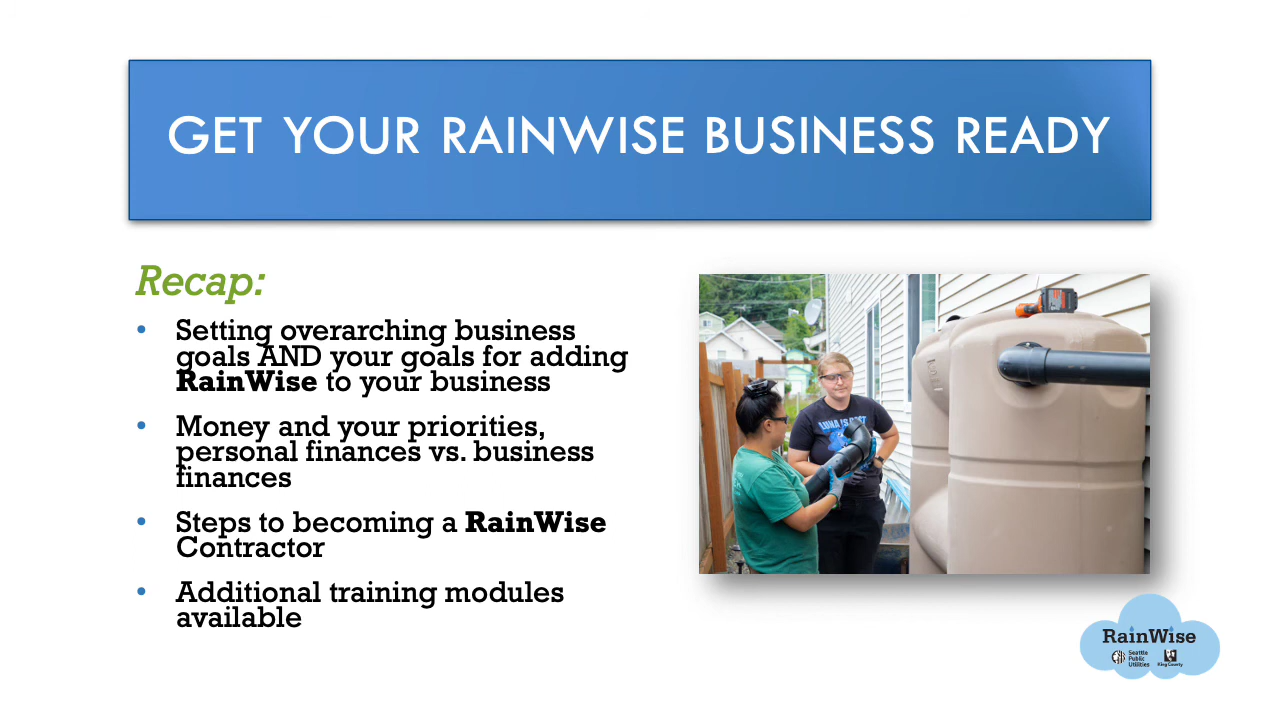 GET YOUR RAINWISE BUSINESS READY
Recap:
• Setting overarching business
goals AND your goals for adding
RainWise to your business
• Money and your priorities,
personal finances vs. business
finances
• Steps to becoming a RainWise
Contractor
• Additional training modules
available
RainWise
Seattle
Public
Utilities
King County